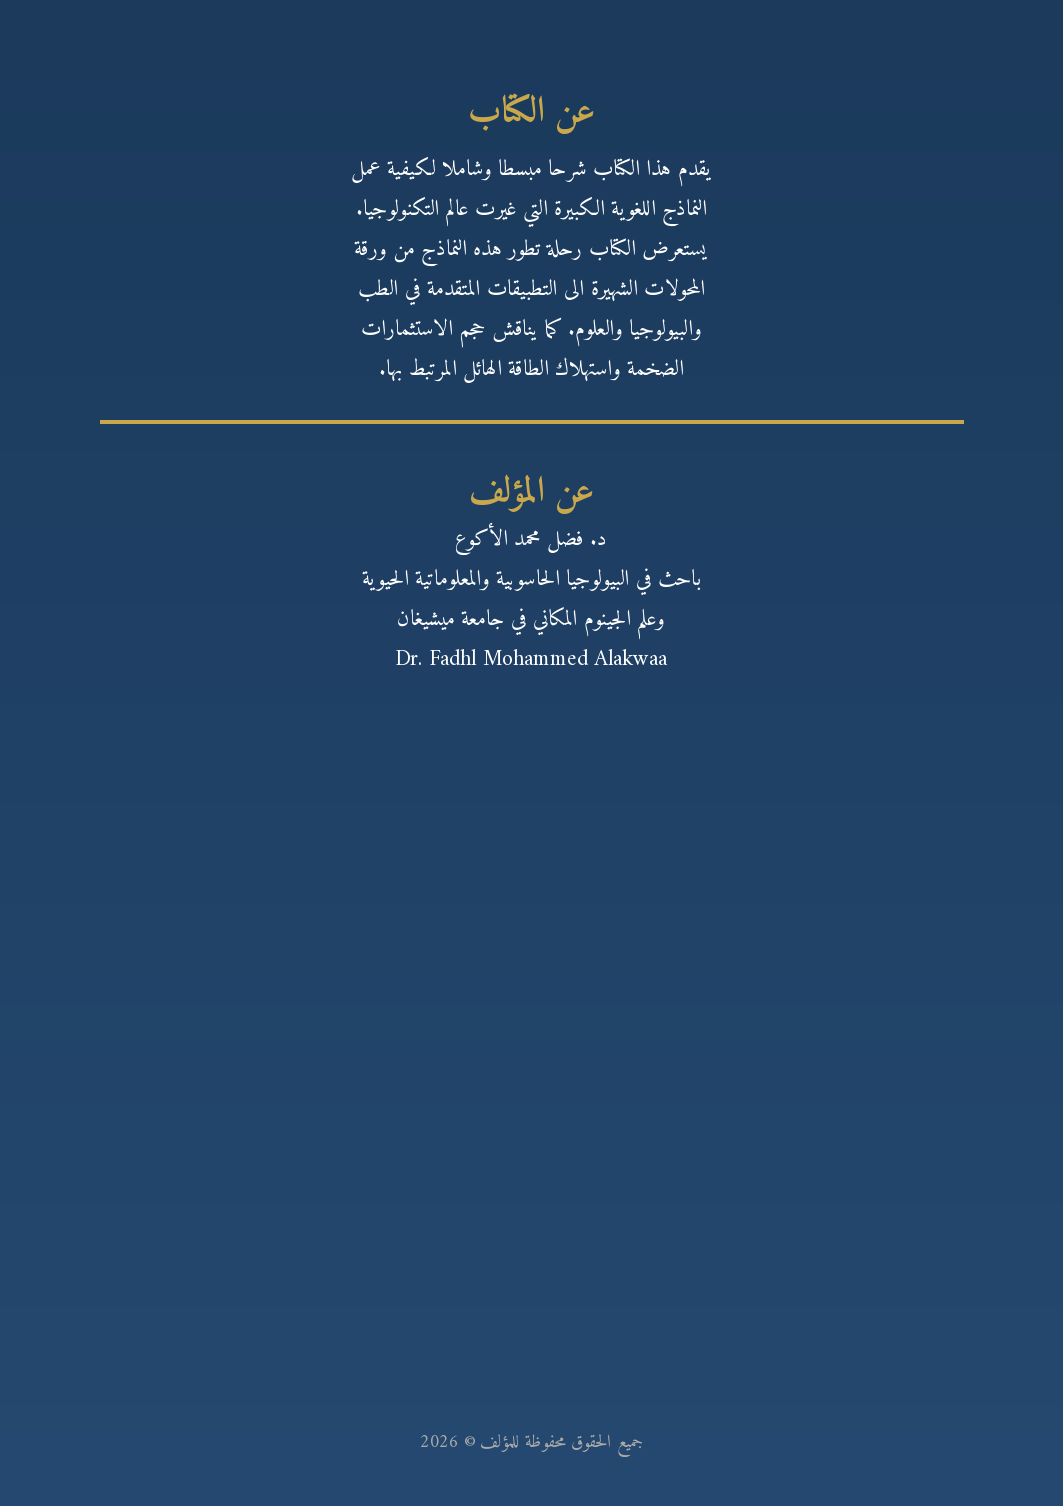 عن الكتاب
يقدم هذا الكتاب شرحا مبسطا وشاملا لكيفية عمل
النماذج اللغوية الكبيرة التي غيرت عالم التكنولوجيا.
يستعرض الكتاب رحلة تطور هذه النماذج من ورقة
المحولات الشهيرة الى التطبيقات المتقدمة في الطب
والبيولوجيا والعلوم. كما يناقش حجم الاستثمارات
الضخمة واستهلاك الطاقة الهائل المرتبط بها.
عن المؤلف
د. فضل محمد الأكوع
باحث في البيولوجيا الحاسوبية والمعلوماتية الحيوية
وعلم الجينوم المكاني في جامعة ميشيغان
Dr. Fadhl Mohammed Alakwaa
جميع الحقوق محفوظة للمؤلف © 2026